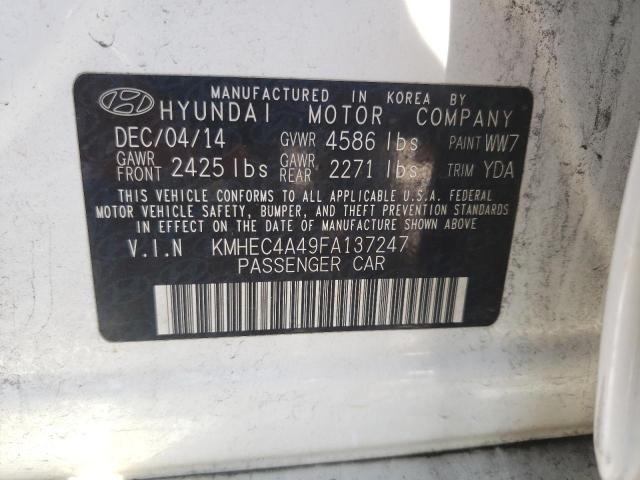 MANUFACTURED IN KOREA BY
HYUNDAI MOTOR COMPANY
DEC/04/14 GVWR 4586 lbs PAINT WW7
GAWR FRONT 2425 lbs GAWR REAR 2271 lbs TRIM YDA
THIS VEHICLE CONFORMS TO ALL APPLICABLE U.S.A. FEDERAL
MOTOR VEHICLE SAFETY, BUMPER, AND THEFT PREVENTION STANDARDS
IN EFFECT ON THE DATE OF MANUFACTURE SHOWN ABOVE
V.I.N KMHEC4A49FA137247
PASSENGER CAR